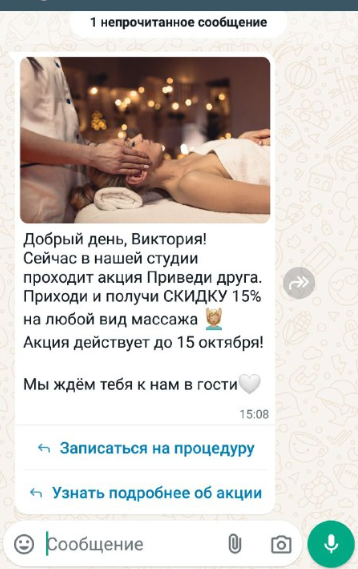 1 непрочитанное сообщение
Добрый день, Виктория!
Сейчас в нашей студии
проходит акция Приведи друга.
Приходи и получи СКИДКУ 15%
на любой вид массажа 💆🏼‍♀️
Акция действует до 15 октября!
Мы ждём тебя к нам в гости🤍
15:08
Записаться на процедуру
Узнать подробнее об акции
Сообщение